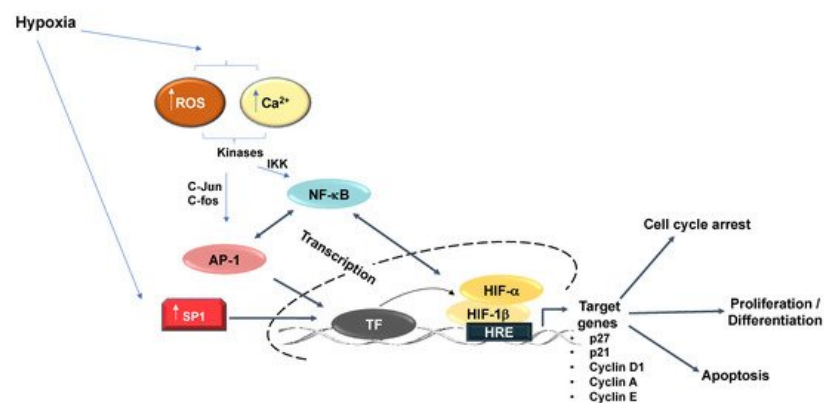 Hypoxia
↑ROS
↑Ca²⁺
Kinases
IKK
C-Jun
C-fos
NF-κB
AP-1
Transcription
↑SP1
TF
HIF-α
HIF-1β
HRE
Target
genes
• p27
• p21
• Cyclin D1
• Cyclin A
• Cyclin E
Cell cycle arrest
Proliferation /
Differentiation
Apoptosis